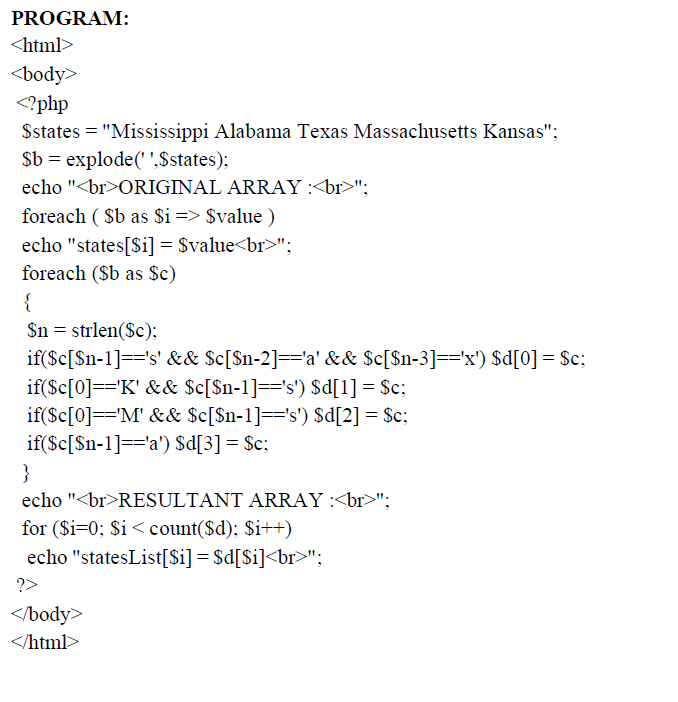 PROGRAM:
<html>
<body>
<?php
$states = "Mississippi Alabama Texas Massachusetts Kansas";
$b = explode(' ',$states);
echo "<br>ORIGINAL ARRAY :<br>";
foreach ( $b as $i => $value )
echo "states[$i] = $value<br>";
foreach ($b as $c)
{
$n = strlen($c);
if($c[$n-1]=='s' && $c[$n-2]=='a' && $c[$n-3]=='x') $d[0] = $c;
if($c[0]=='K' && $c[$n-1]=='s') $d[1] = $c;
if($c[0]=='M' && $c[$n-1]=='s') $d[2] = $c;
if($c[$n-1]=='a') $d[3] = $c;
}
echo "<br>RESULTANT ARRAY :<br>";
for ($i=0; $i < count($d); $i++)
echo "statesList[$i] = $d[$i]<br>";
?>
</body>
</html>